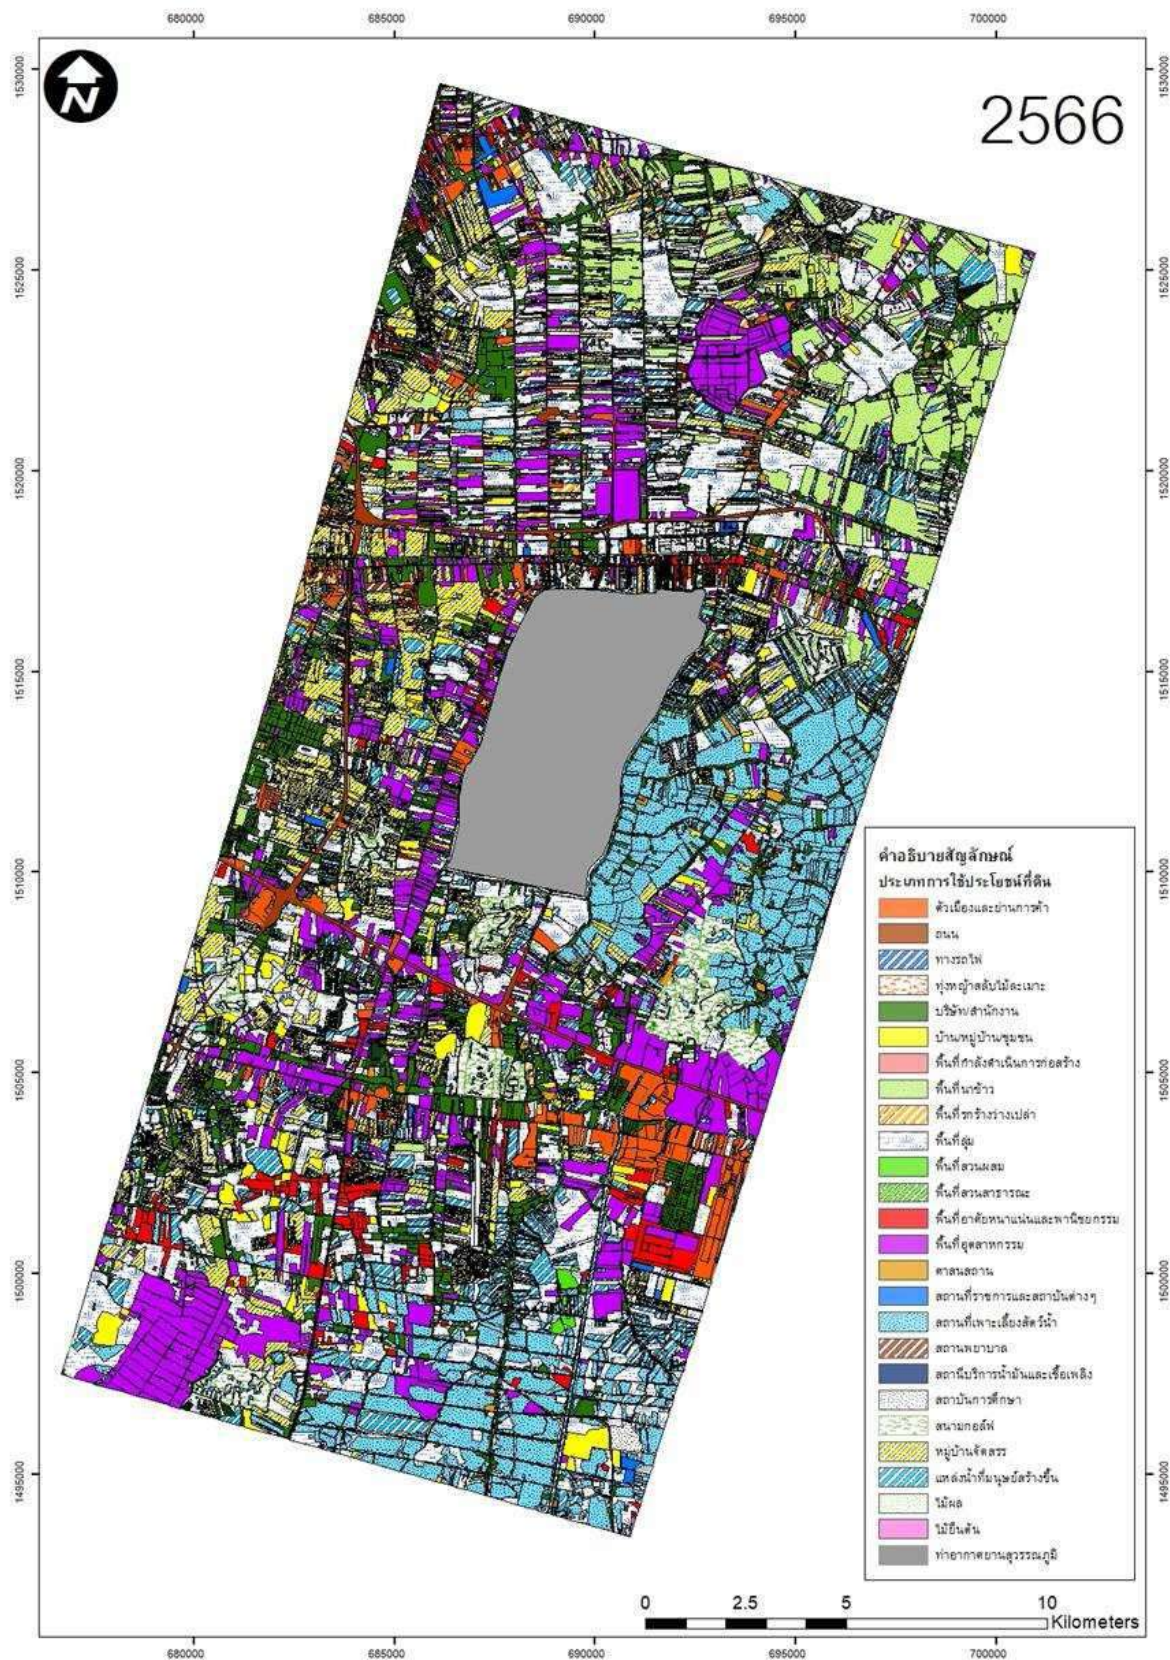 680000 685000 690000 695000 700000
1530000 1530000
N
2566
1525000 1525000
1520000 1520000
1515000 1515000
1510000 1510000
คำอธิบายสัญลักษณ์
ประเภทการใช้ประโยชน์ที่ดิน
ตัวเมืองและย่านการค้า
ถนน
ทางรถไฟ
ทุ่งหญ้าสลับไม้ละเมาะ
บริษัท/สำนักงาน
บ้าน/หมู่บ้าน/ชุมชน
พื้นที่กำลังดำเนินการก่อสร้าง
พื้นที่นาข้าว
พื้นที่รกร้างว่างเปล่า
พื้นที่ลุ่ม
พื้นที่สวนผสม
พื้นที่สวนสาธารณะ
พื้นที่อาศัยหนาแน่นและพาณิชยกรรม
พื้นที่อุตสาหกรรม
ศาสนสถาน
สถานที่ราชการและสถาบันต่างๆ
สถานที่เพาะเลี้ยงสัตว์น้ำ
สถานพยาบาล
สถานีบริการน้ำมันและเชื้อเพลิง
สถาบันการศึกษา
สนามกอล์ฟ
หมู่บ้านจัดสรร
แหล่งน้ำที่มนุษย์สร้างขึ้น
ไม้ผล
ไม้ยืนต้น
ท่าอากาศยานสุวรรณภูมิ
1505000 1505000
1500000 1500000
1495000 1495000
0 2.5 5 10
Kilometers
680000 685000 690000 695000 700000